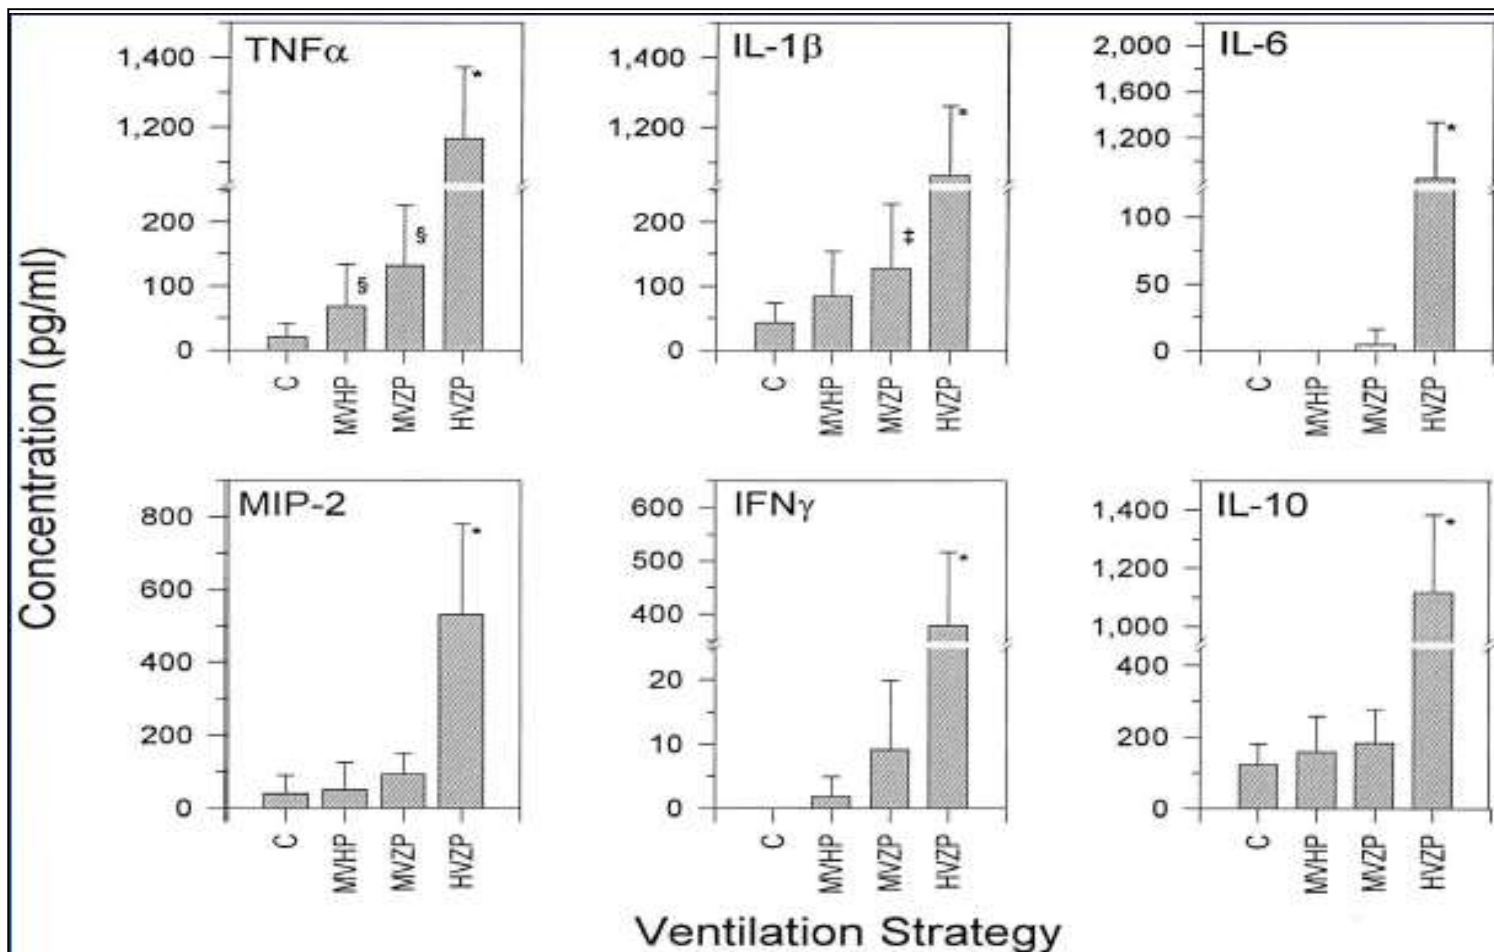 TNFα
1,400
1,200
200
100
0
*
§
§
C
MVHP
MVZP
HVZP
IL-1β
1,400
1,200
200
100
0
*
‡
C
MVHP
MVZP
HVZP
IL-6
2,000
1,600
1,200
100
50
0
*
C
MVHP
MVZP
HVZP
Concentration (pg/ml)
MIP-2
800
600
400
200
0
*
C
MVHP
MVZP
HVZP
IFNγ
600
500
400
20
10
0
*
C
MVHP
MVZP
HVZP
IL-10
1,400
1,200
1,000
400
200
0
*
C
MVHP
MVZP
HVZP
Ventilation Strategy